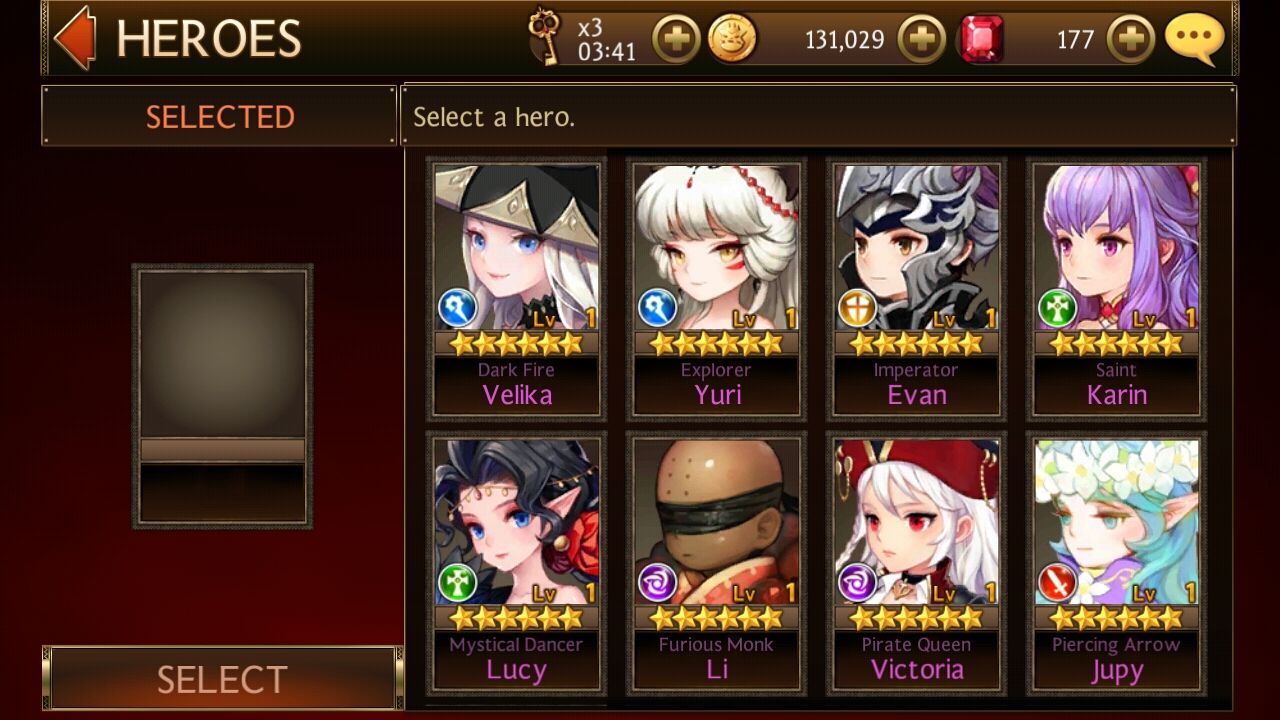 HEROES
x3
03:41
131,029
177
SELECTED
Select a hero.
Lv 1
Lv 1
Lv 1
Lv 1
Dark Fire
Velika
Explorer
Yuri
Imperator
Evan
Saint
Karin
Lv 1
Lv 1
Lv 1
Lv 1
Mystical Dancer
Lucy
Furious Monk
Li
Pirate Queen
Victoria
Piercing Arrow
Jupy
SELECT